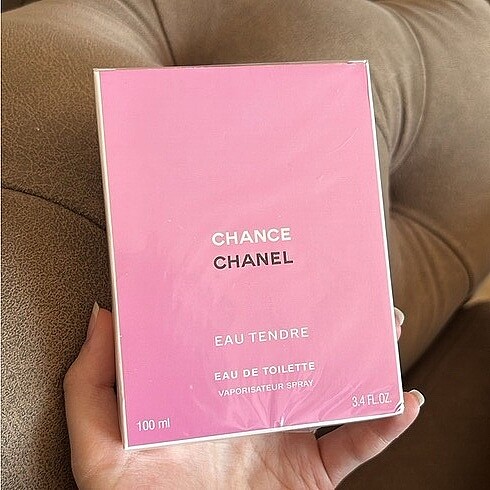 CHANCE
CHANEL
EAU TENDRE
EAU DE TOILETTE
VAPORISATEUR SPRAY
100 ml 3.4 FL.OZ.